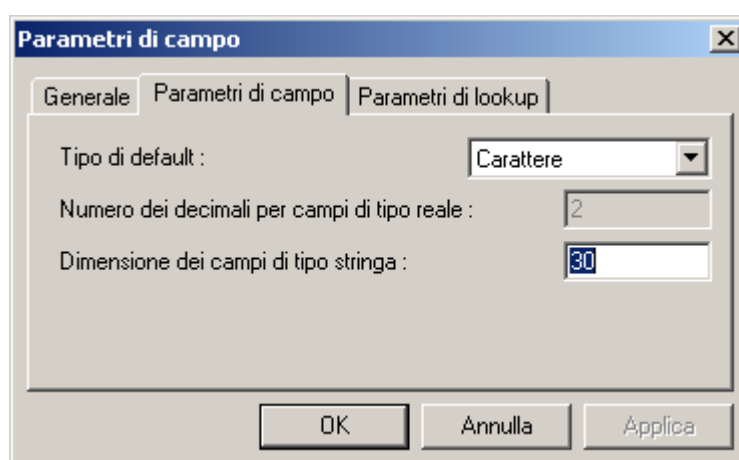 Parametri di campo
Generale Parametri di campo Parametri di lookup
Tipo di default : Carattere
Numero dei decimali per campi di tipo reale : 2
Dimensione dei campi di tipo stringa : 30
OK Annulla Applica